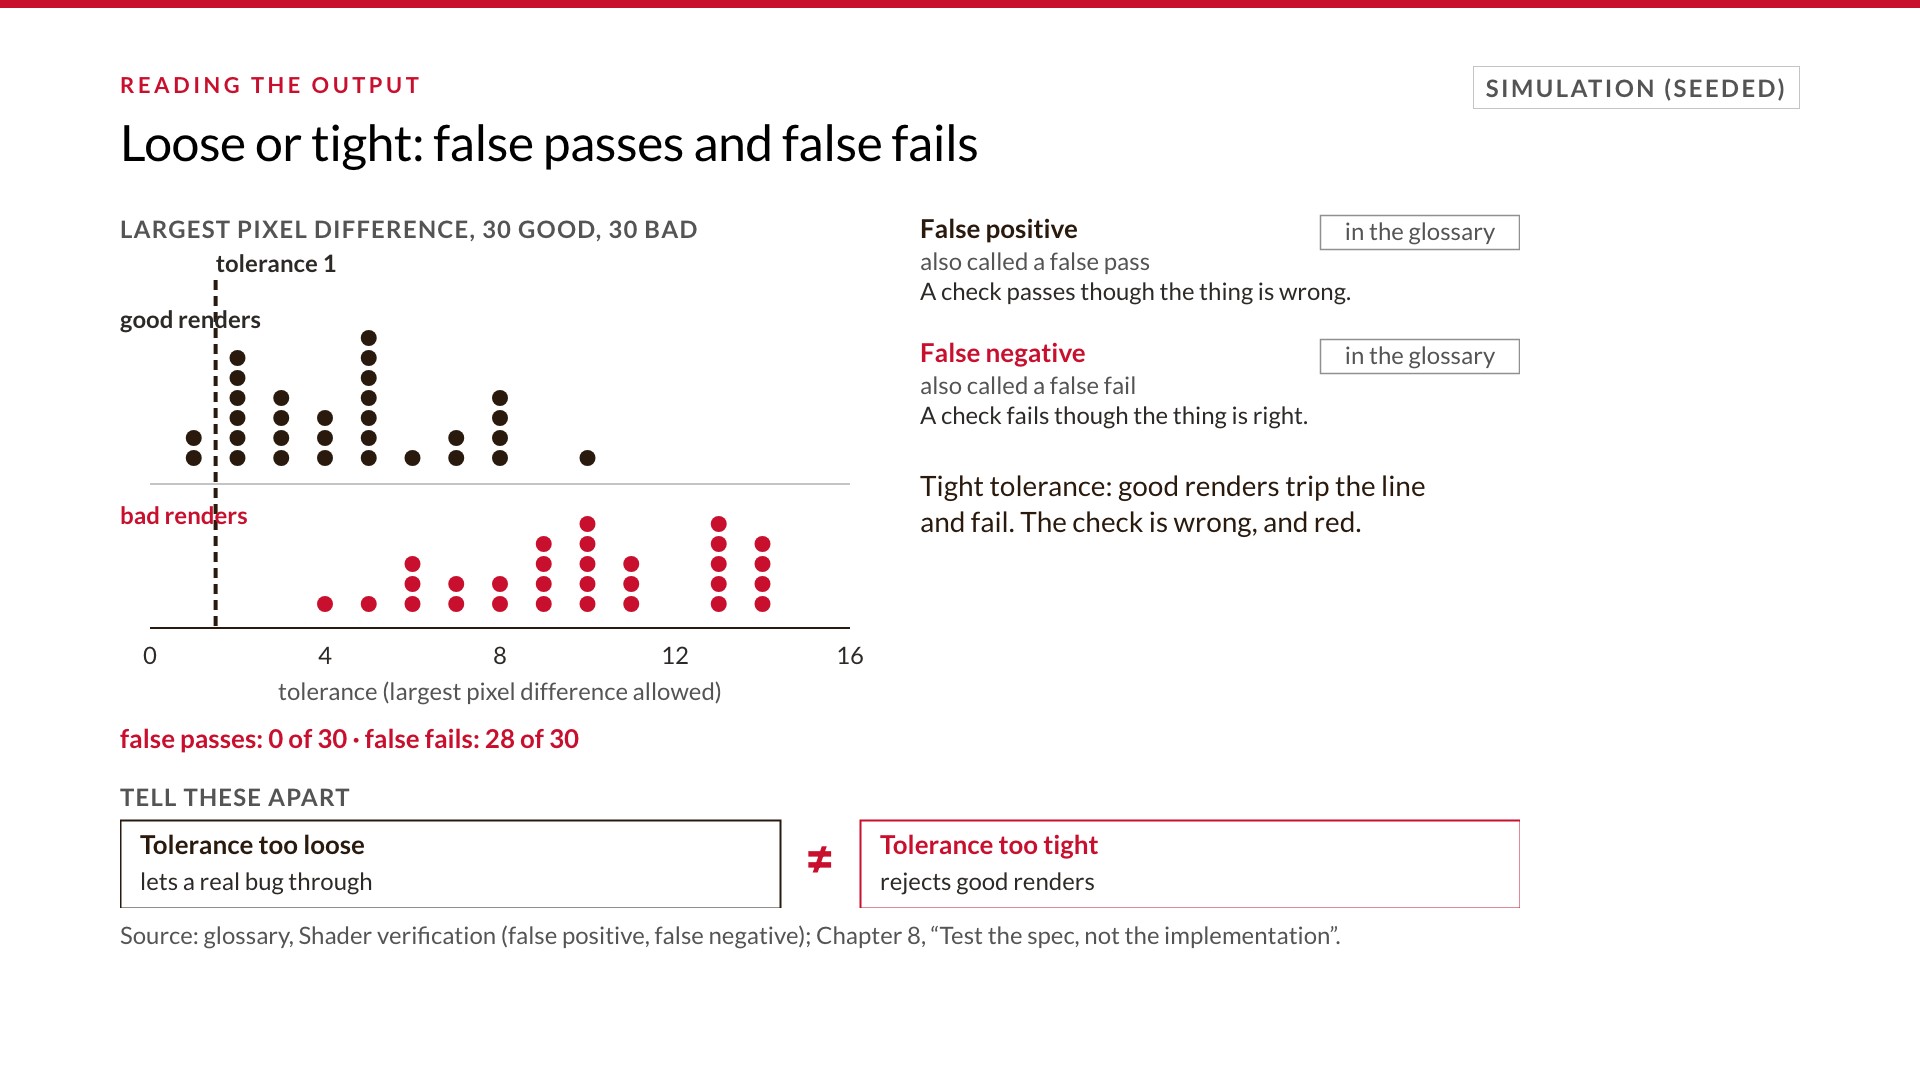 READING THE OUTPUT
SIMULATION (SEEDED)
Loose or tight: false passes and false fails
LARGEST PIXEL DIFFERENCE, 30 GOOD, 30 BAD
tolerance 1
good renders
bad renders
0 4 8 12 16
tolerance (largest pixel difference allowed)
false passes: 0 of 30 · false fails: 28 of 30
False positive
in the glossary
also called a false pass
A check passes though the thing is wrong.
False negative
in the glossary
also called a false fail
A check fails though the thing is right.
Tight tolerance: good renders trip the line
and fail. The check is wrong, and red.
TELL THESE APART
Tolerance too loose
lets a real bug through
≠
Tolerance too tight
rejects good renders
Source: glossary, Shader verification (false positive, false negative); Chapter 8, “Test the spec, not the implementation”.